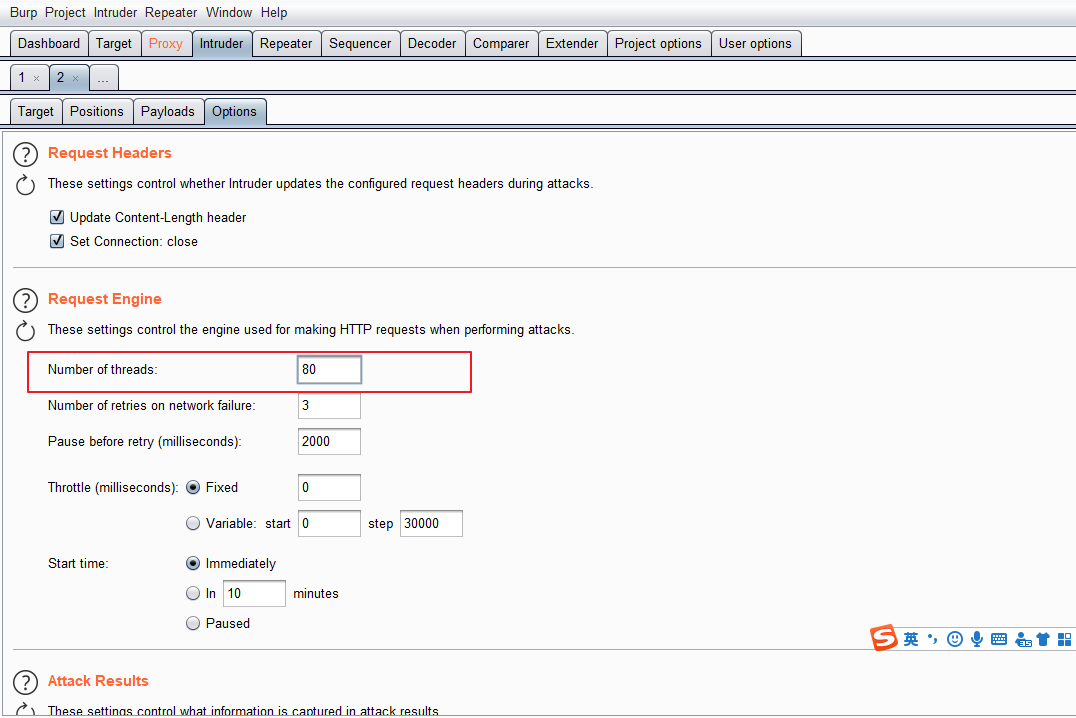 Burp Project Intruder Repeater Window Help
Dashboard Target Proxy Intruder Repeater Sequencer Decoder Comparer Extender Project options User options
1 × 2 × ...
Target Positions Payloads Options
? Request Headers
These settings control whether Intruder updates the configured request headers during attacks.
Update Content-Length header
Set Connection: close
? Request Engine
These settings control the engine used for making HTTP requests when performing attacks.
Number of threads: 80
Number of retries on network failure: 3
Pause before retry (milliseconds): 2000
Throttle (milliseconds): Fixed 0
Variable: start 0 step 30000
Start time: Immediately
In 10 minutes
Paused
S 英
? Attack Results
These settings control what information is captured in attack results